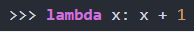 >>> lambda x: x + 1